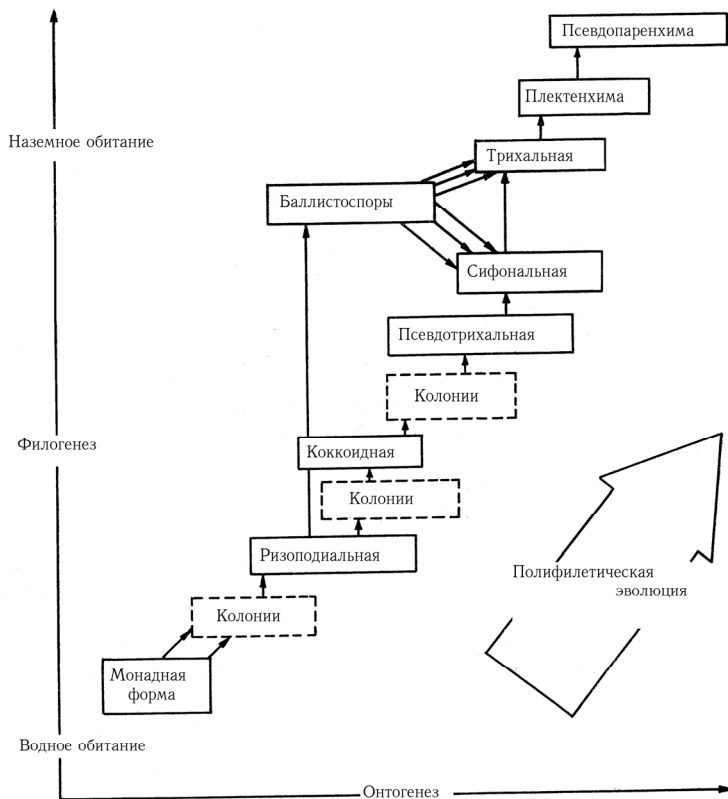 Псевдопаренхима
Плектенхима
Наземное обитание
Трихальная
Баллистоспоры
Сифональная
Псевдотрихальная
Колонии
Филогенез
Коккоидная
Колонии
Ризоподиальная
Полифилетическая
эволюция
Колонии
Монадная
форма
Водное обитание
Онтогенез